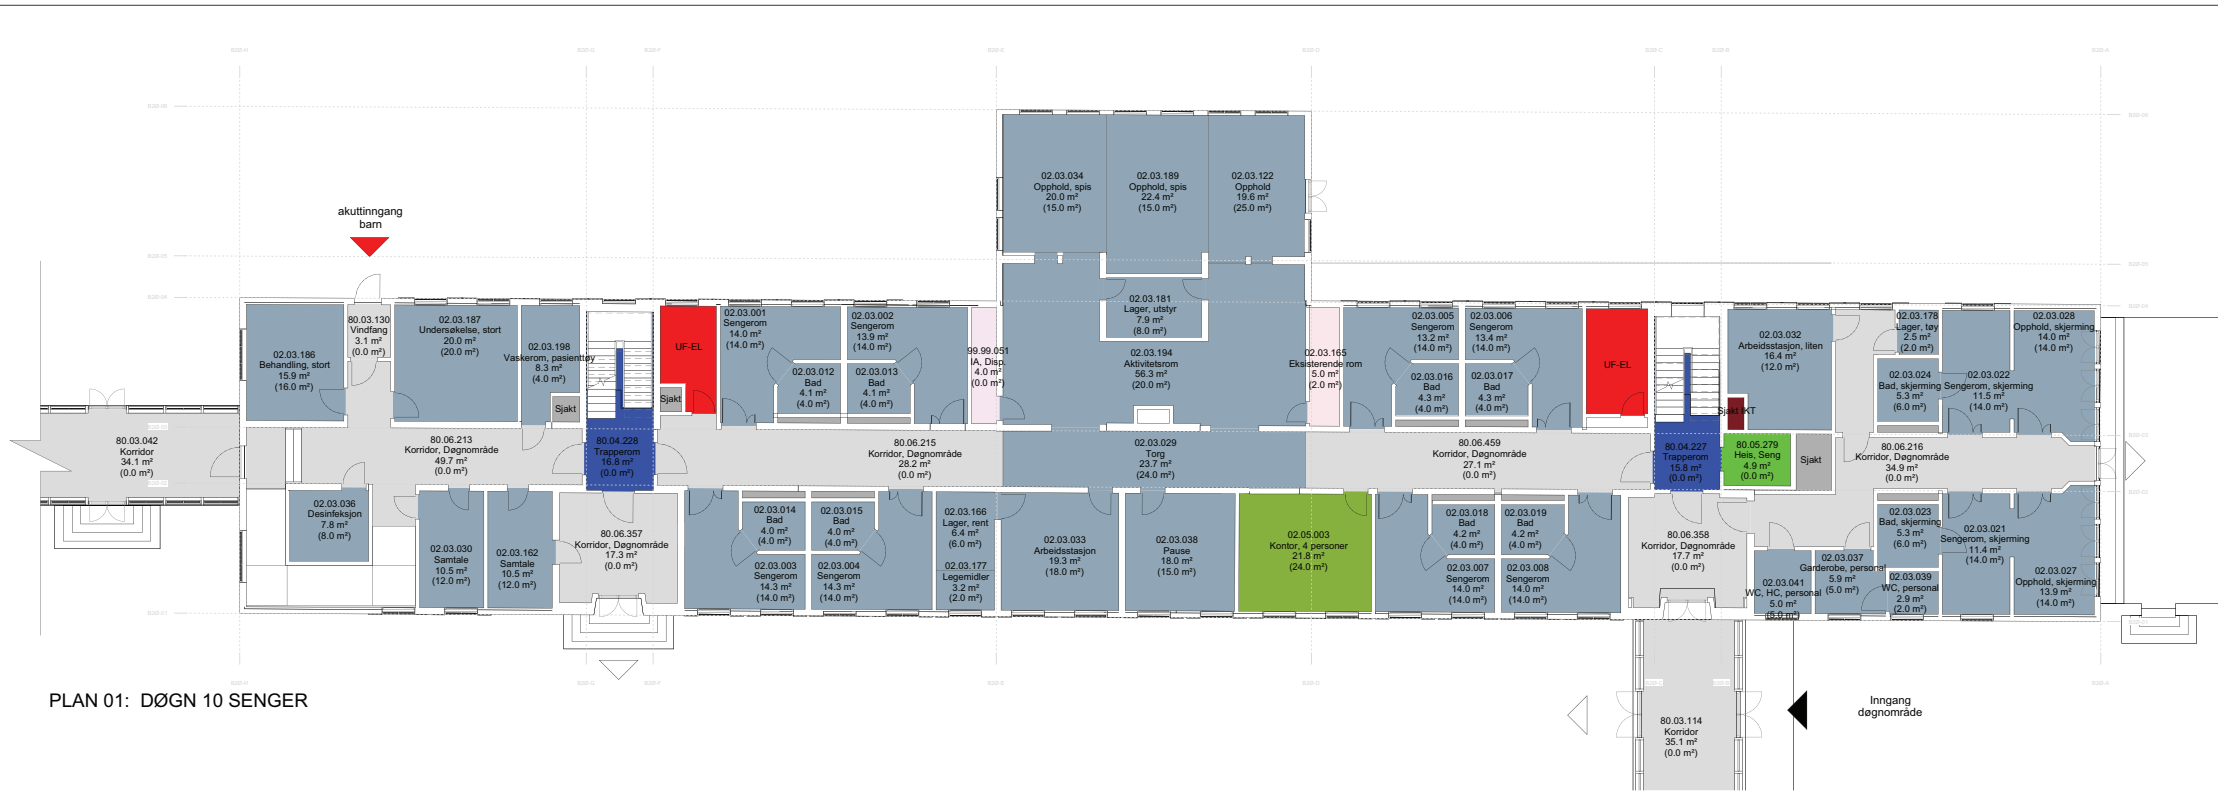 akuttinngang
barn
02.03.034
Opphold, spis
20.0 m²
(15.0 m²)
02.03.189
Opphold, spis
22.4 m²
(15.0 m²)
02.03.122
Opphold
19.6 m²
(25.0 m²)
02.03.186
Behandling, stort
15.9 m²
(16.0 m²)
80.03.130
Vindfang
3.1 m²
(0.0 m²)
02.03.187
Undersøkelse, stort
20.0 m²
(20.0 m²)
02.03.198
Vaskerom, pasienttøy
8.3 m²
(4.0 m²)
Sjakt
UF-EL
Sjakt
02.03.001
Sengerom
14.0 m²
(14.0 m²)
02.03.002
Sengerom
13.9 m²
(14.0 m²)
02.03.012
Bad
4.1 m²
(4.0 m²)
02.03.013
Bad
4.1 m²
(4.0 m²)
99.99.051
IA, Disp.
4.0 m²
(0.0 m²)
02.03.181
Lager, utstyr
7.9 m²
(8.0 m²)
02.03.194
Aktivitetsrom
56.3 m²
(20.0 m²)
02.03.165
Eksisterende rom
5.0 m²
(2.0 m²)
02.03.005
Sengerom
13.2 m²
(14.0 m²)
02.03.006
Sengerom
13.4 m²
(14.0 m²)
02.03.016
Bad
4.3 m²
(4.0 m²)
02.03.017
Bad
4.3 m²
(4.0 m²)
UF-EL
02.03.032
Arbeidsstasjon, liten
16.4 m²
(12.0 m²)
Sjakt IKT
02.03.178
Lager, tøy
2.5 m²
(2.0 m²)
02.03.028
Opphold, skjerming
14.0 m²
(14.0 m²)
02.03.024
Bad, skjerming
5.3 m²
(6.0 m²)
02.03.022
Sengerom, skjerming
11.5 m²
(14.0 m²)
80.03.042
Korridor
34.1 m²
(0.0 m²)
80.06.213
Korridor, Døgnområde
49.7 m²
(0.0 m²)
80.04.228
Trapperom
16.8 m²
(0.0 m²)
80.06.215
Korridor, Døgnområde
28.2 m²
(0.0 m²)
02.03.029
Torg
23.7 m²
(24.0 m²)
80.06.459
Korridor, Døgnområde
27.1 m²
(0.0 m²)
80.04.227
Trapperom
15.8 m²
(0.0 m²)
80.05.279
Heis, Seng
4.9 m²
(0.0 m²)
Sjakt
80.06.216
Korridor, Døgnområde
34.9 m²
(0.0 m²)
02.03.036
Desinfeksjon
7.8 m²
(8.0 m²)
02.03.030
Samtale
10.5 m²
(12.0 m²)
02.03.162
Samtale
10.5 m²
(12.0 m²)
80.06.357
Korridor, Døgnområde
17.3 m²
(0.0 m²)
02.03.014
Bad
4.0 m²
(4.0 m²)
02.03.015
Bad
4.0 m²
(4.0 m²)
02.03.003
Sengerom
14.3 m²
(14.0 m²)
02.03.004
Sengerom
14.3 m²
(14.0 m²)
02.03.166
Lager, rent
6.4 m²
(6.0 m²)
02.03.177
Legemidler
3.2 m²
(2.0 m²)
02.03.033
Arbeidsstasjon
19.3 m²
(18.0 m²)
02.03.038
Pause
18.0 m²
(15.0 m²)
02.05.003
Kontor, 4 personer
21.8 m²
(24.0 m²)
02.03.018
Bad
4.2 m²
(4.0 m²)
02.03.019
Bad
4.2 m²
(4.0 m²)
02.03.007
Sengerom
14.0 m²
(14.0 m²)
02.03.008
Sengerom
14.0 m²
(14.0 m²)
80.06.358
Korridor, Døgnområde
17.7 m²
(0.0 m²)
02.03.041
WC, HC, personal
5.0 m²
(5.0 m²)
02.03.037
Garderobe, personal
5.9 m²
(5.0 m²)
02.03.023
Bad, skjerming
5.3 m²
(6.0 m²)
02.03.039
WC, personal
2.9 m²
(2.0 m²)
02.03.021
Sengerom, skjerming
11.4 m²
(14.0 m²)
02.03.027
Opphold, skjerming
13.9 m²
(14.0 m²)
80.03.114
Korridor
35.1 m²
(0.0 m²)
Inngang
døgnområde
PLAN 01: DØGN 10 SENGER